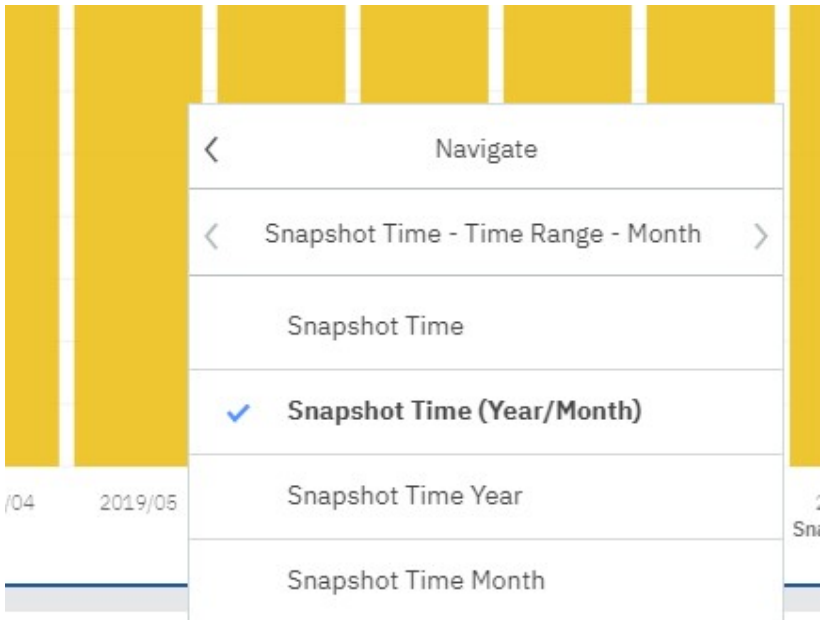 Navigate
Snapshot Time - Time Range - Month
Snapshot Time
Snapshot Time (Year/Month)
Snapshot Time Year
/04 2019/05
Snapshot Time Month